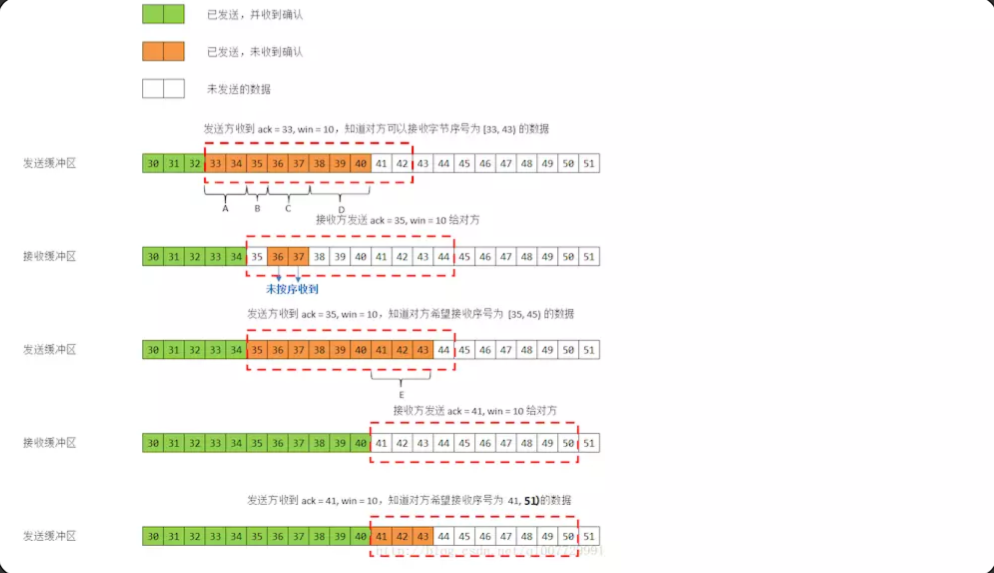 已发送，并收到确认
已发送，未收到确认
未发送的数据
发送方收到 ack = 33, win = 10，知道对方可以接收字节序号为 [33, 43) 的数据
发送缓冲区 30 31 32 33 34 35 36 37 38 39 40 41 42 43 44 45 46 47 48 49 50 51
A B C D
接收方发送 ack = 35, win = 10 给对方
接收缓冲区 30 31 32 33 34 35 36 37 38 39 40 41 42 43 44 45 46 47 48 49 50 51
未按序收到
发送方收到 ack = 35, win = 10，知道对方希望接收序号为 [35, 45) 的数据
发送缓冲区 30 31 32 33 34 35 36 37 38 39 40 41 42 43 44 45 46 47 48 49 50 51
E
接收方发送 ack = 41, win = 10 给对方
接收缓冲区 30 31 32 33 34 35 36 37 38 39 40 41 42 43 44 45 46 47 48 49 50 51
发送方收到 ack = 41, win = 10，知道对方希望接收序号为 41, 51)的数据
发送缓冲区 30 31 32 33 34 35 36 37 38 39 40 41 42 43 44 45 46 47 48 49 50 51